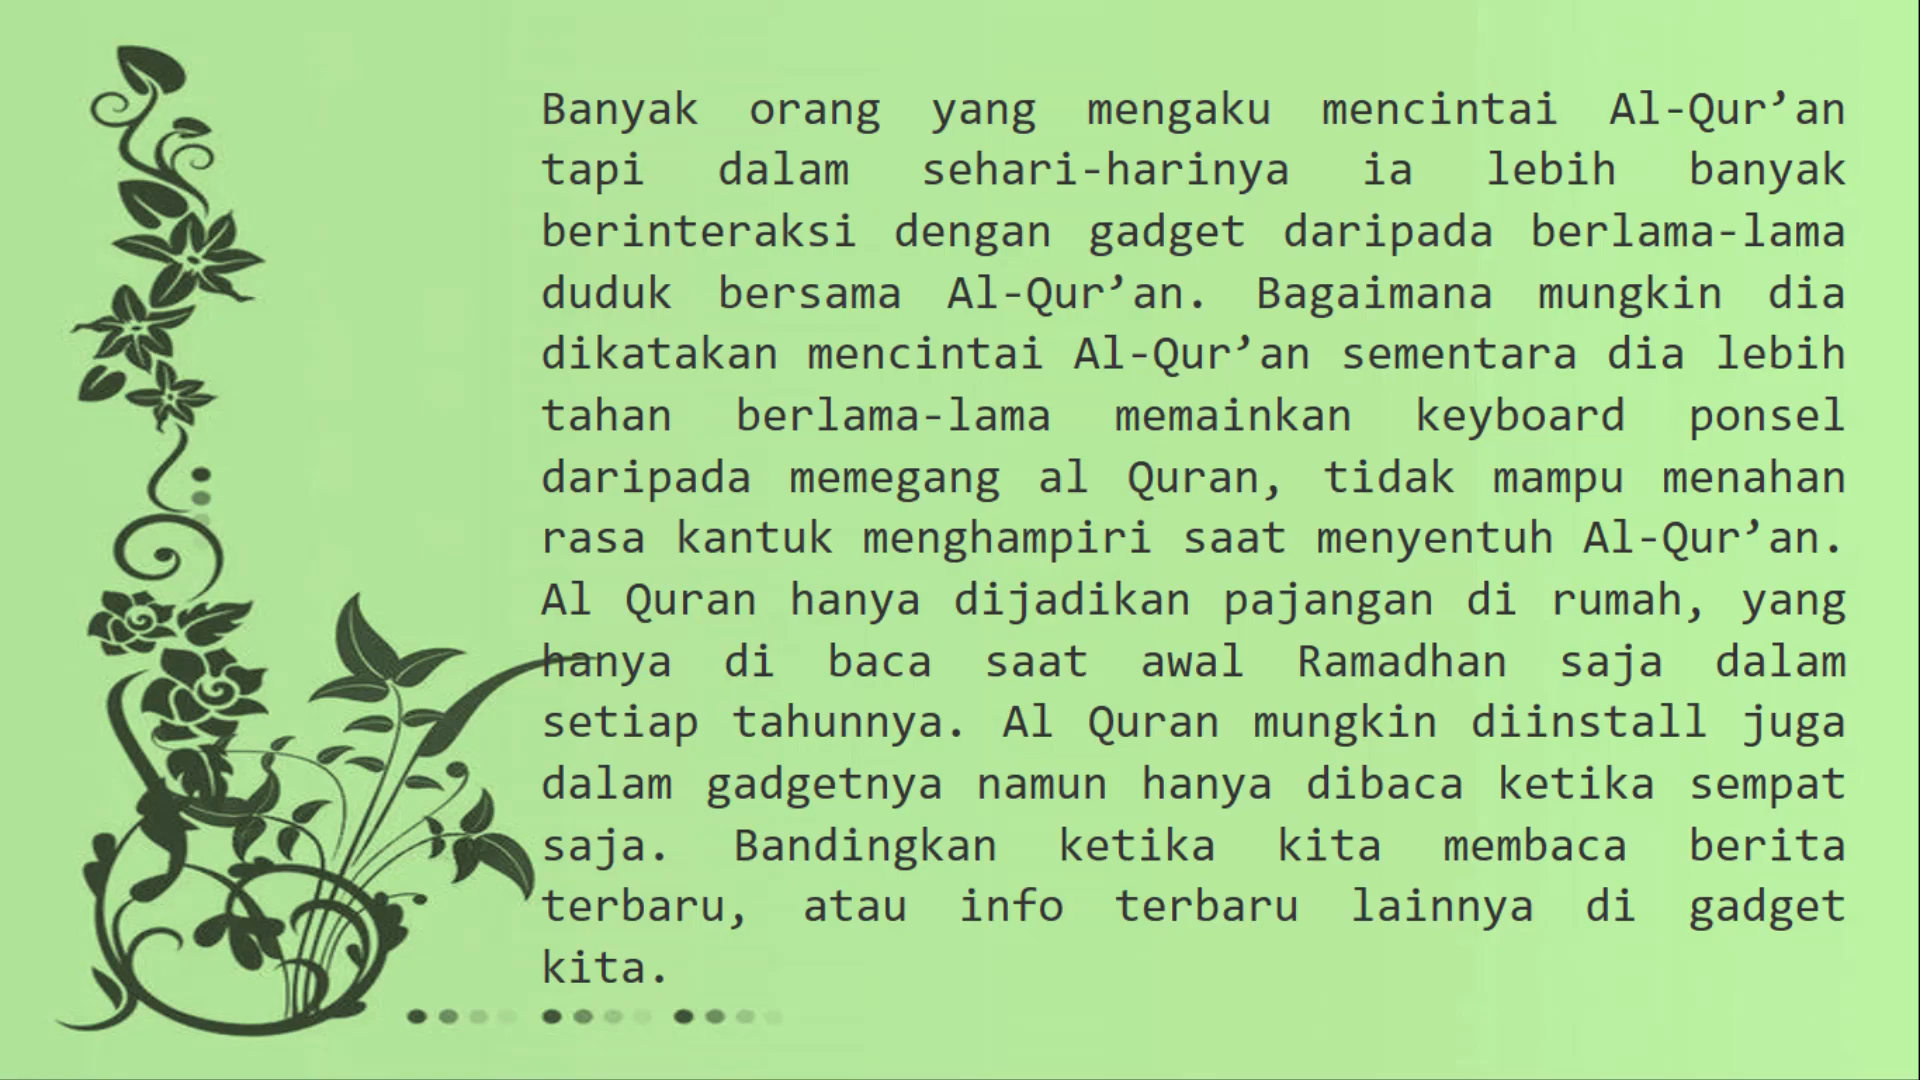 Banyak orang yang mengaku mencintai Al-Qur’an
tapi dalam sehari-harinya ia lebih banyak
berinteraksi dengan gadget daripada berlama-lama
duduk bersama Al-Qur’an. Bagaimana mungkin dia
dikatakan mencintai Al-Qur’an sementara dia lebih
tahan berlama-lama memainkan keyboard ponsel
daripada memegang al Quran, tidak mampu menahan
rasa kantuk menghampiri saat menyentuh Al-Qur’an.
Al Quran hanya dijadikan pajangan di rumah, yang
hanya di baca saat awal Ramadhan saja dalam
setiap tahunnya. Al Quran mungkin diinstall juga
dalam gadgetnya namun hanya dibaca ketika sempat
saja. Bandingkan ketika kita membaca berita
terbaru, atau info terbaru lainnya di gadget
kita.